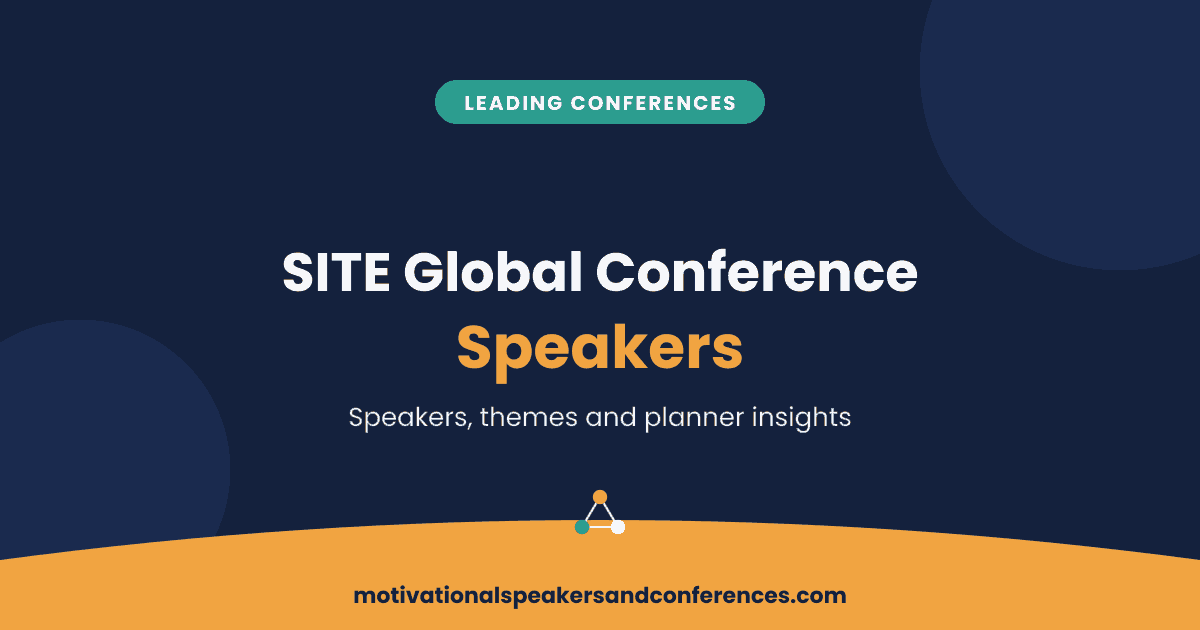 LEADING CONFERENCES
SITE Global Conference
Speakers
Speakers, themes and planner insights
motivationalspeakersandconferences.com